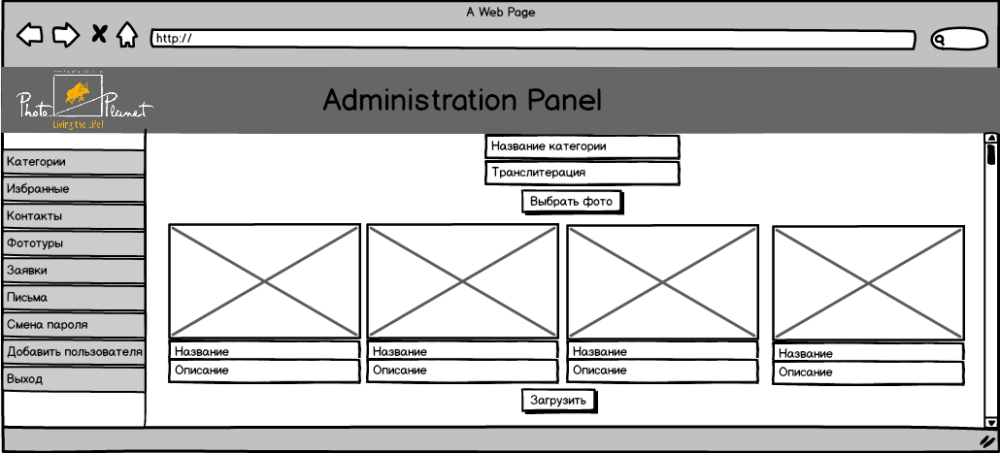 A Web Page
http://
Photo Planet
Living the Life!
Administration Panel
Категории
Избранные
Контакты
Фототуры
Заявки
Письма
Смена пароля
Добавить пользователя
Выход
Название категории
Транслитерация
Выбрать фото
Название
Описание
Название
Описание
Название
Описание
Название
Описание
Загрузить